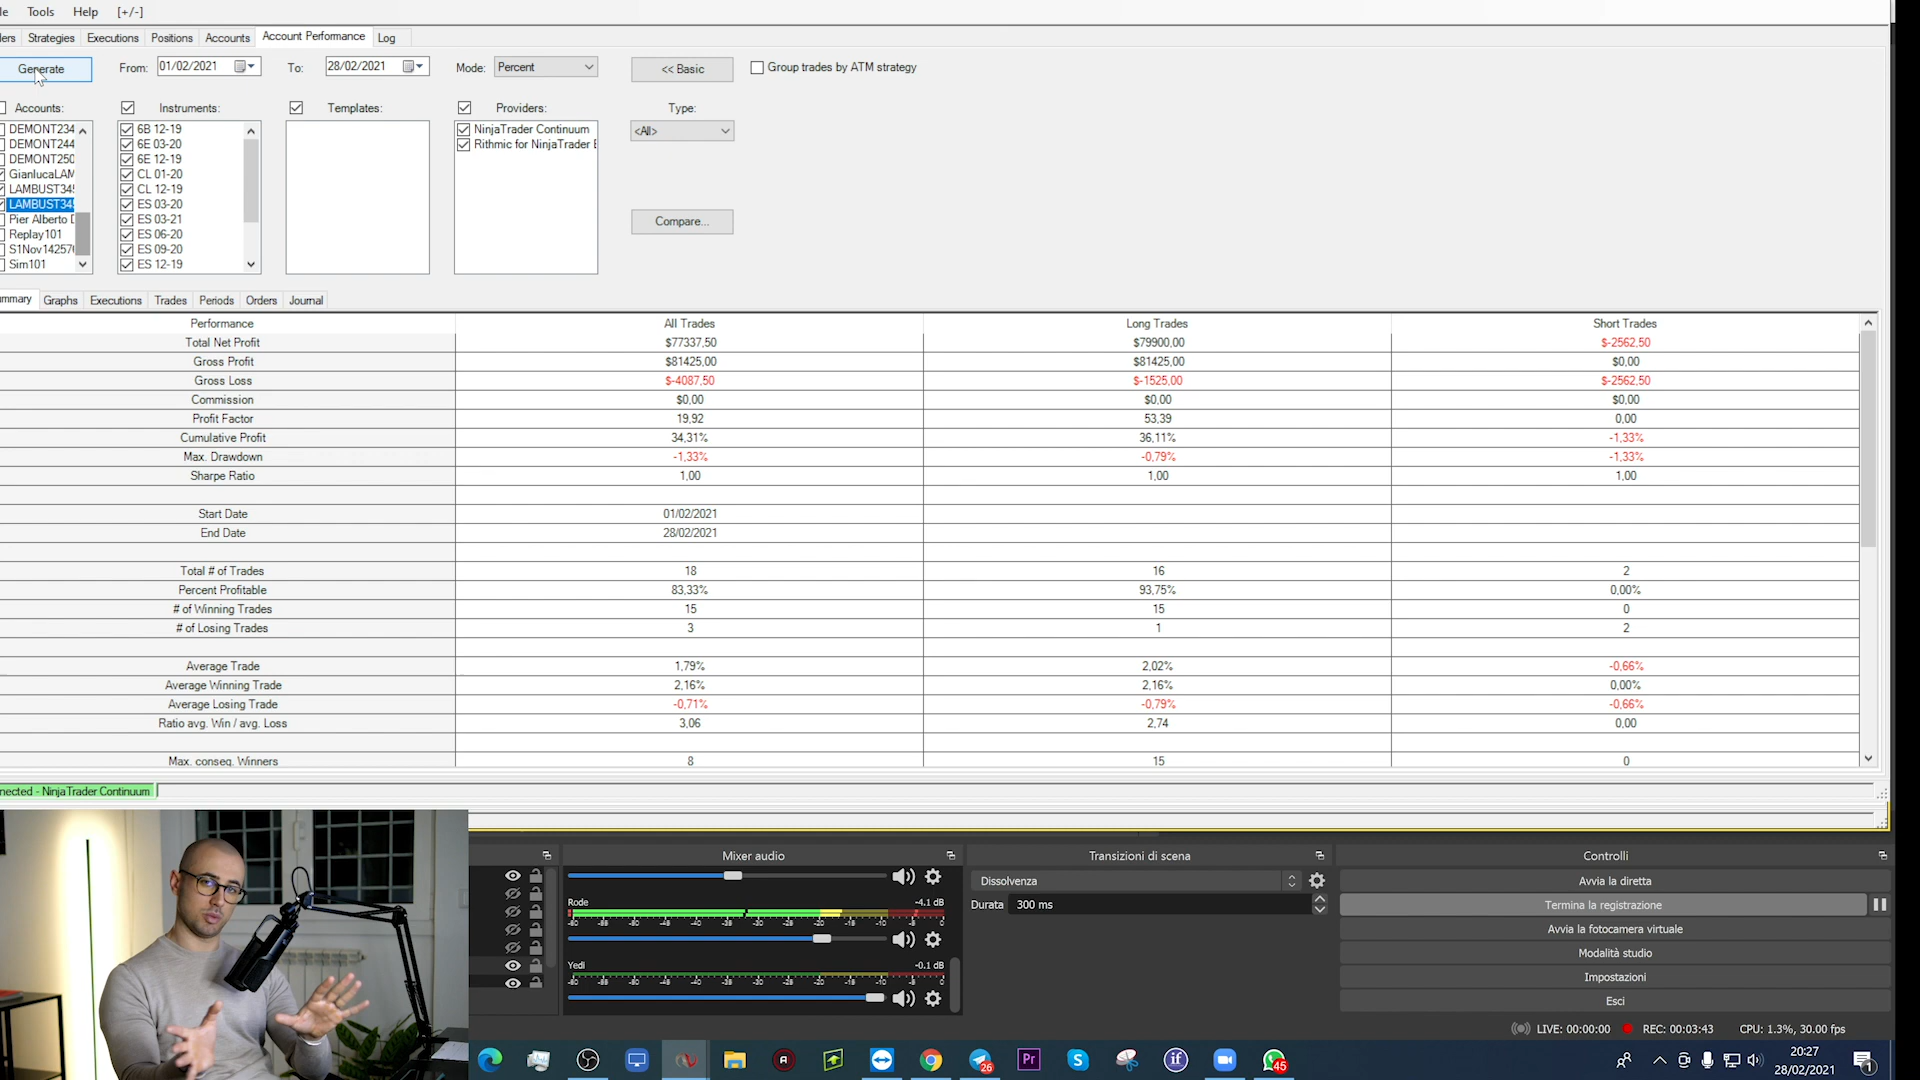 Tools Help [+/-]
Strategies Executions Positions Accounts Account Performance Log
Generate From: 01/02/2021 To: 28/02/2021 Mode: Percent << Basic Group trades by ATM strategy
Accounts: Instruments: Templates: Providers: Type:
DEMONT234 6B 12-19 NinjaTrader Continuum <All>
DEMONT244 6E 03-20 Rithmic for NinjaTrader
DEMONT250 6E 12-19
GianlucaLAM CL 01-20
LAMBUST345 CL 12-19
LAMBUST345 ES 03-20
Pier Alberto ES 03-21 Compare...
Replay101 ES 06-20
S1Nov14257 ES 09-20
Sim101 ES 12-19
Graphs Executions Trades Periods Orders Journal
Performance All Trades Long Trades Short Trades
Total Net Profit $77337,50 $79900,00 $-2562,50
Gross Profit $81425,00 $81425,00 $0,00
Gross Loss $-4087,50 $-1525,00 $-2562,50
Commission $0,00 $0,00 $0,00
Profit Factor 19,92 53,39 0,00
Cumulative Profit 34,31% 36,11% -1,33%
Max. Drawdown -1,33% -0,79% -1,33%
Sharpe Ratio 1,00 1,00 1,00
Start Date 01/02/2021
End Date 28/02/2021
Total # of Trades 18 16 2
Percent Profitable 83,33% 93,75% 0,00%
# of Winning Trades 15 15 0
# of Losing Trades 3 1 2
Average Trade 1,79% 2,02% -0,66%
Average Winning Trade 2,16% 2,16% 0,00%
Average Losing Trade -0,71% -0,79% -0,66%
Ratio avg. Win / avg. Loss 3,06 2,74 0,00
Max. conseq. Winners 8 15 0
nected - NinjaTrader Continuum
Mixer audio Transizioni di scena Controlli
Dissolvenza Avvia la diretta
Rode -4.1 dB Durata 300 ms Termina la registrazione
Avvia la fotocamera virtuale
Modalità studio
Yedi -0.1 dB
Impostazioni
Esci
LIVE: 00:00:00 REC: 00:03:43 CPU: 1.3%, 30.00 fps
26 Pr S if 45 20:27
28/02/2021 1